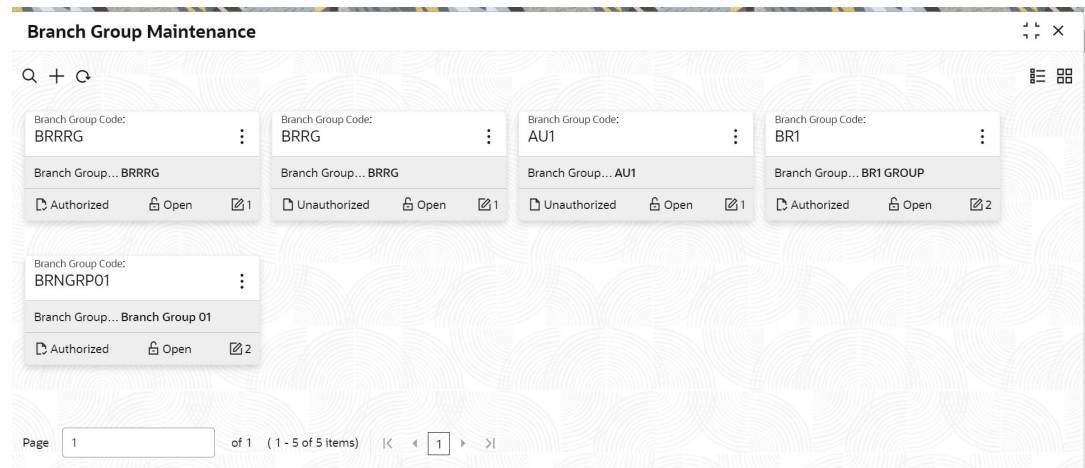 Branch Group Maintenance
Branch Group Code:
BRRRG
Branch Group... BRRRG
Authorized Open 1
Branch Group Code:
BRRG
Branch Group... BRRG
Unauthorized Open 1
Branch Group Code:
AU1
Branch Group... AU1
Unauthorized Open 1
Branch Group Code:
BR1
Branch Group... BR1 GROUP
Authorized Open 2
Branch Group Code:
BRNGRP01
Branch Group... Branch Group 01
Authorized Open 2
Page 1 of 1 ( 1 - 5 of 5 items) 1